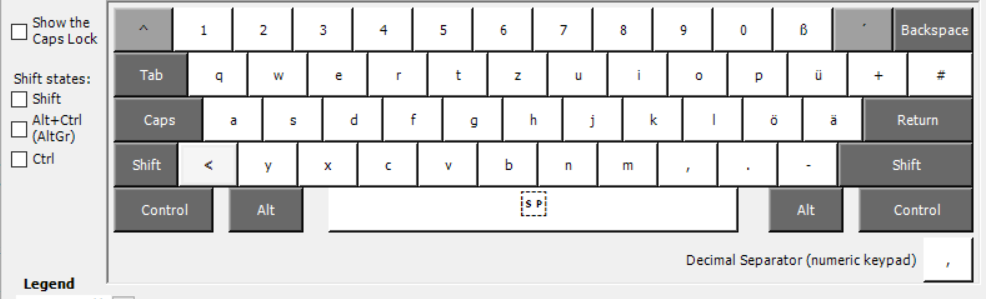 Show the
Caps Lock
Shift states:
Shift
Alt+Ctrl
(AltGr)
Ctrl
^ 1 2 3 4 5 6 7 8 9 0 ß ´ Backspace
Tab q w e r t z u i o p ü + #
Caps a s d f g h j k l ö ä Return
Shift < y x c v b n m , . - Shift
Control Alt SP Alt Control
Decimal Separator (numeric keypad) ,
Legend